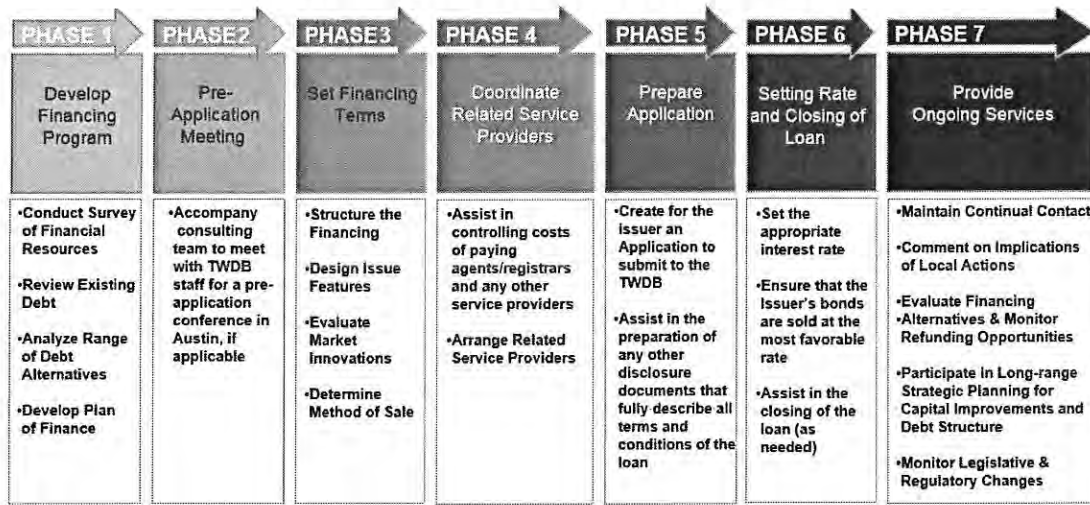 PHASE 1
Develop
Financing
Program
•Conduct Survey
of Financial
Resources
•Review Existing
Debt
•Analyze Range
of Debt
Alternatives
•Develop Plan
of Finance
PHASE2
Pre-
Application
Meeting
•Accompany
consulting
team to meet
with TWDB
staff for a pre-
application
conference in
Austin, if
applicable
PHASE3
Set Financing
Terms
•Structure the
Financing
•Design Issue
Features
•Evaluate
Market
Innovations
•Determine
Method of Sale
PHASE 4
Coordinate
Related Service
Providers
•Assist in
controlling costs
of paying
agents/registrars
and any other
service providers
•Arrange Related
Service Providers
PHASE 5
Prepare
Application
•Create for the
issuer an
Application to
submit to the
TWDB
•Assist in the
preparation of
any other
disclosure
documents that
fully describe all
terms and
conditions of the
loan
PHASE 6
Setting Rate
and Closing of
Loan
•Set the
appropriate
interest rate
•Ensure that the
Issuer's bonds
are sold at the
most favorable
rate
•Assist in the
closing of the
loan (as
needed)
PHASE 7
Provide
Ongoing Services
•Maintain Continual Contact
•Comment on Implications
of Local Actions
•Evaluate Financing
•Alternatives & Monitor
Refunding Opportunities
•Participate in Long-range
Strategic Planning for
Capital Improvements and
Debt Structure
•Monitor Legislative &
Regulatory Changes